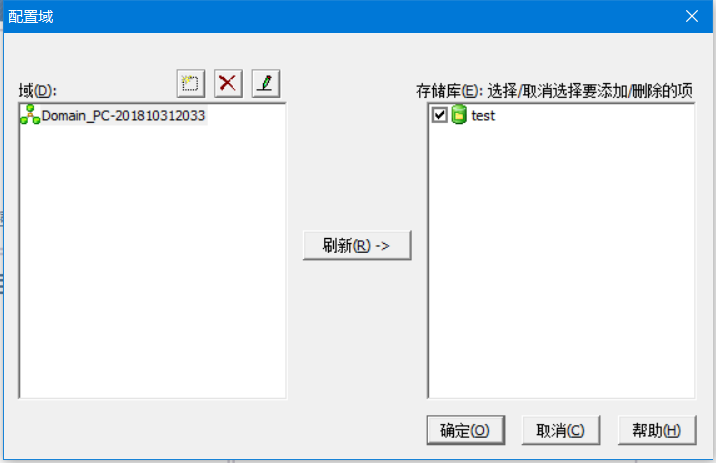 配置域
域(D):
存储库(E): 选择/取消选择要添加/删除的项
Domain_PC-201810312033
test
刷新(R) ->
确定(O)
取消(C)
帮助(H)